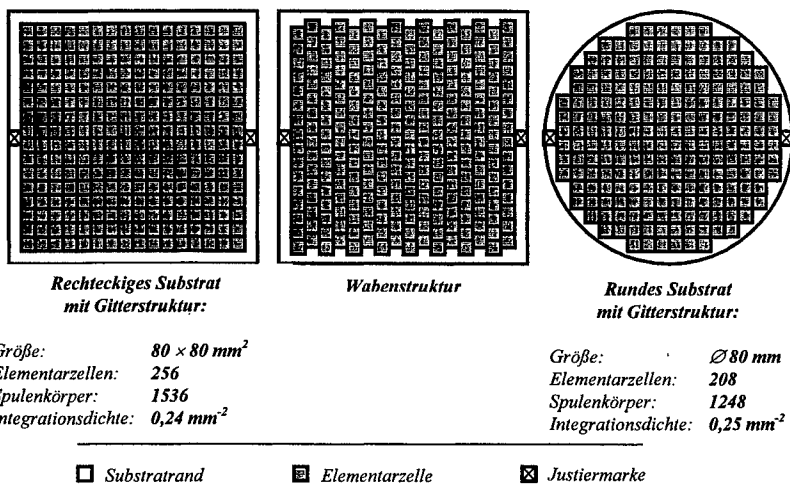 Rechteckiges Substrat
mit Gitterstruktur:
Größe: 80 × 80 mm²
Elementarzellen: 256
Spulenkörper: 1536
Integrationsdichte: 0,24 mm⁻²
Wabenstruktur
Rundes Substrat
mit Gitterstruktur:
Größe: Ø 80 mm
Elementarzellen: 208
Spulenkörper: 1248
Integrationsdichte: 0,25 mm⁻²
Substratrand Elementarzelle Justiermarke